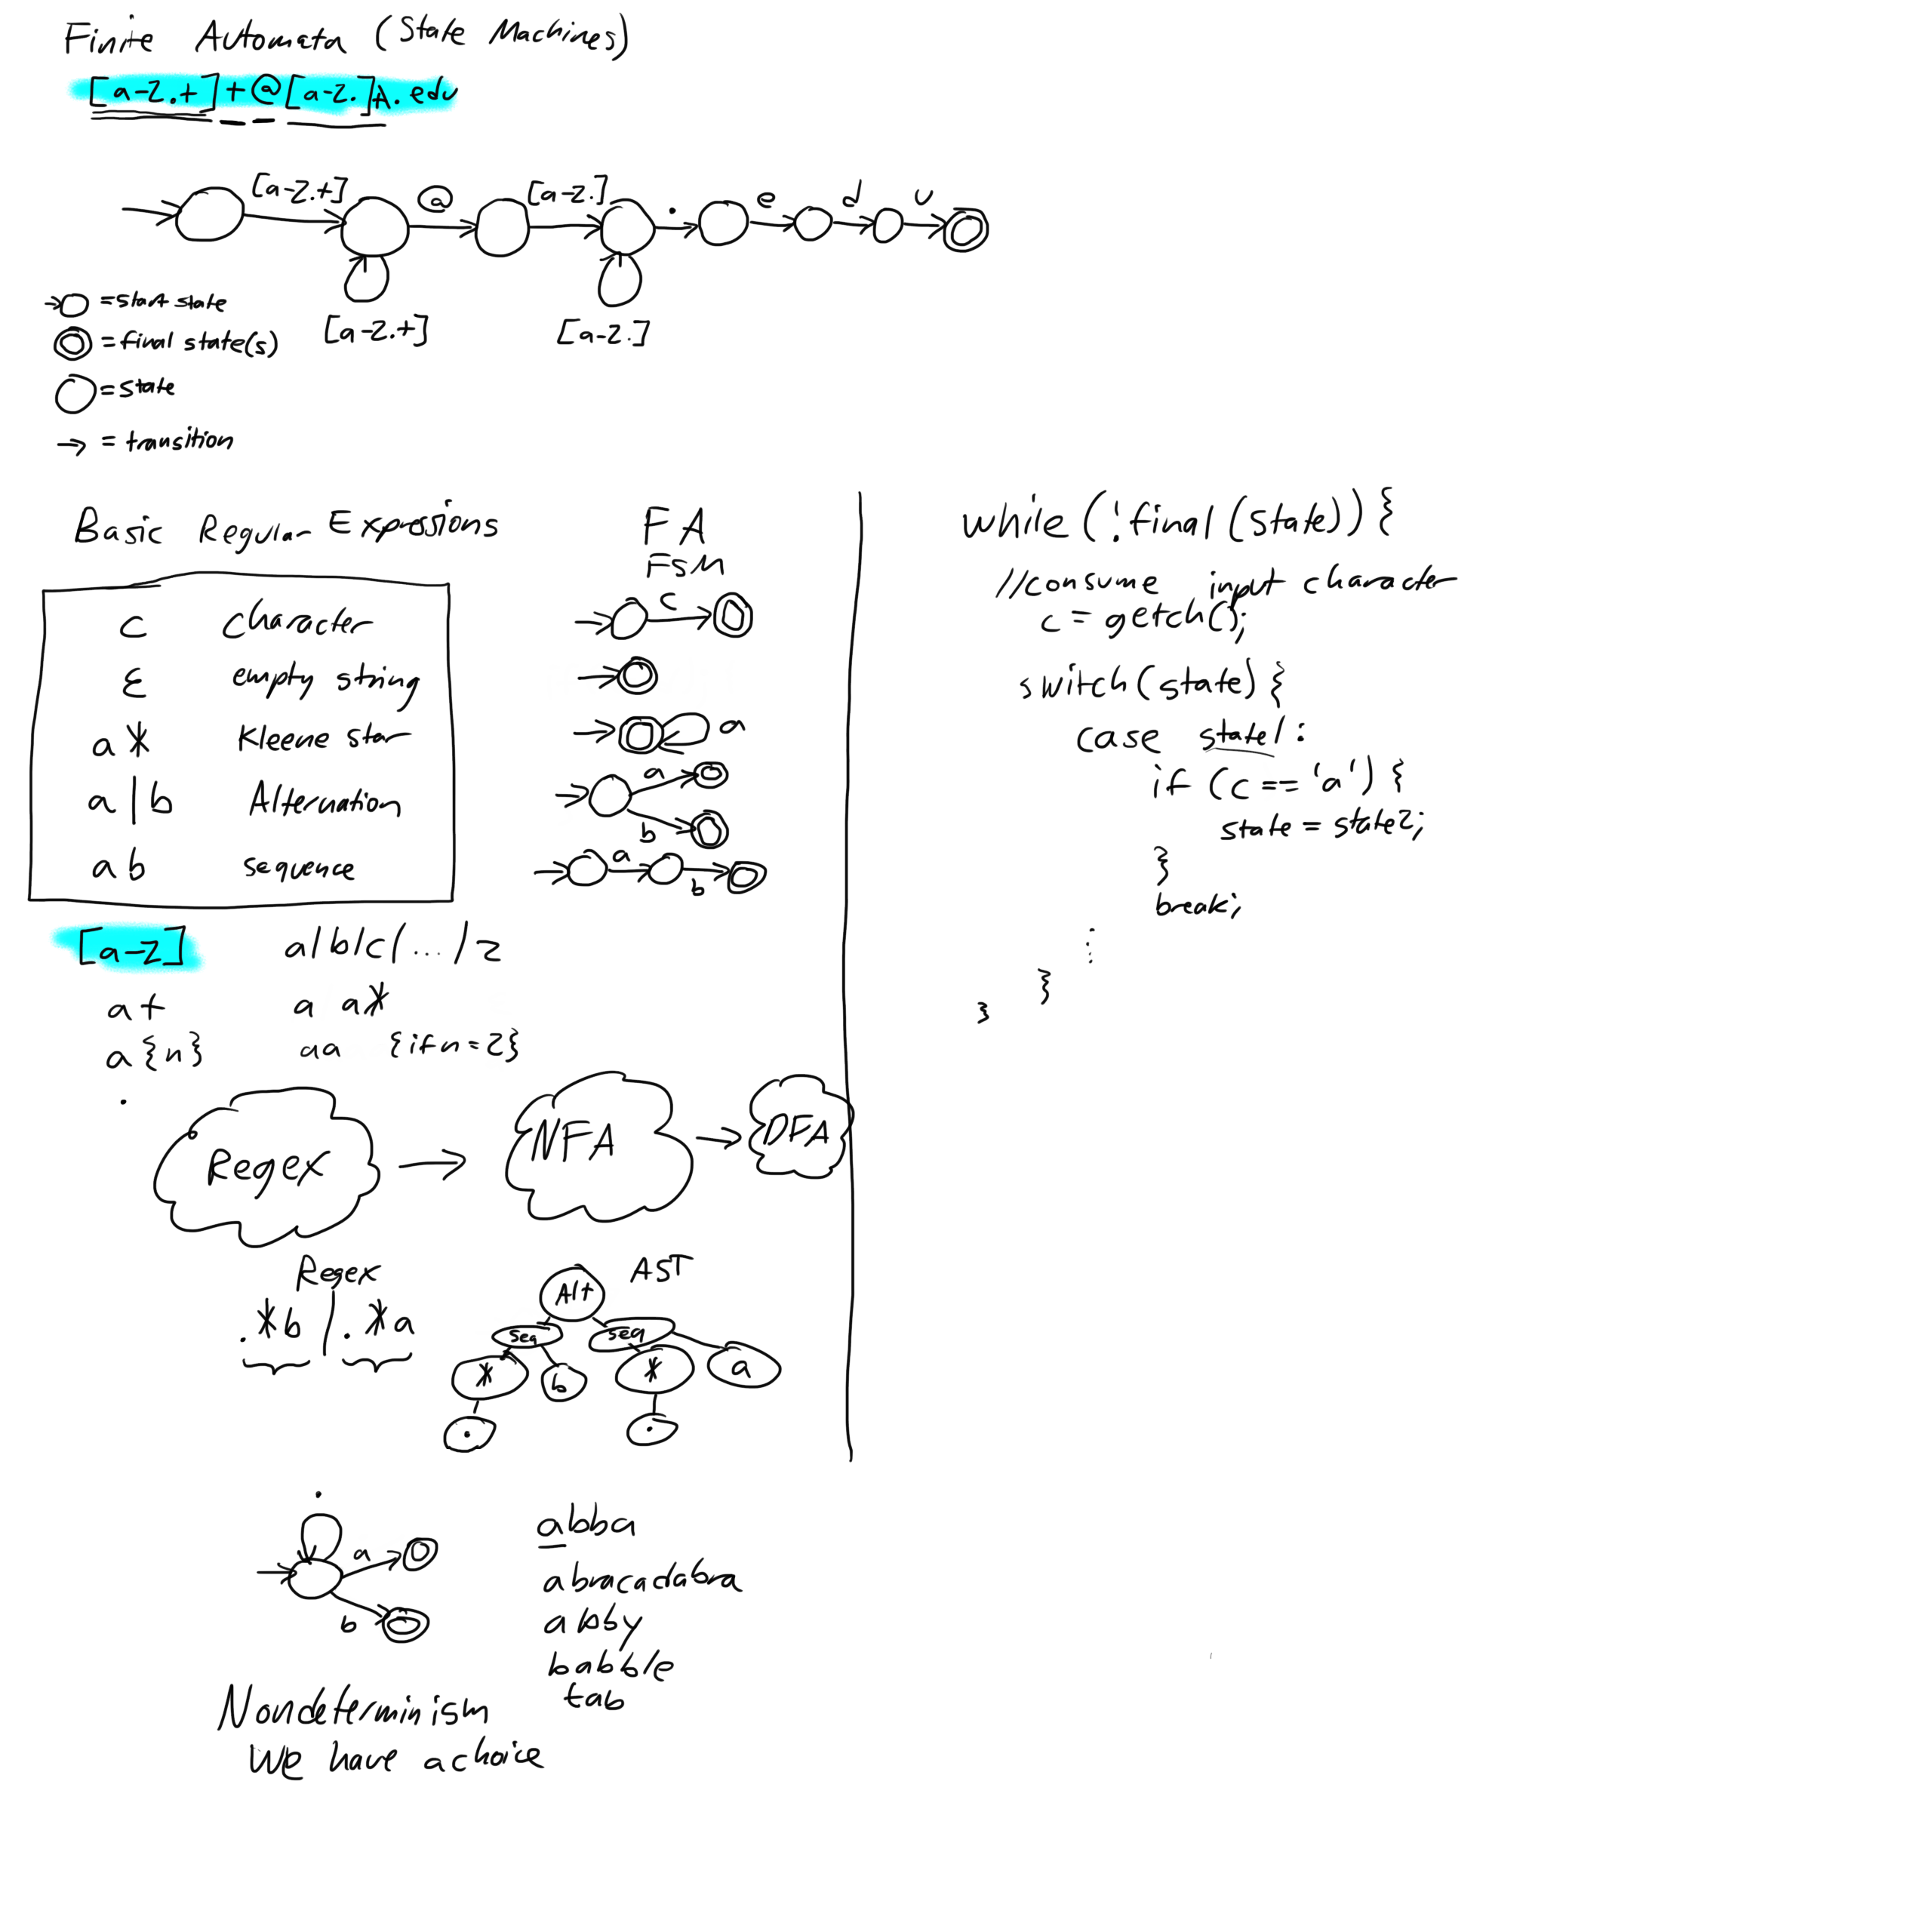 Finite Automata (State Machines)
[a-z.+]+@[a-z.]+.edu
[a-z.+] @ [a-z.] . e d u
[a-z.+] [a-z.]
= start state
= final state(s)
= state
→ = transition
Basic Regular Expressions
FA
FSM
c character
ε empty string
a* Kleene star
a|b Alternation
ab sequence
c
a
a
b
a
b
[a-z] a|b|c|...|z
a+ a a*
a{n} aa {if n=2}
.
Regex → NFA → DFA
Regex
.*b | .*a
AST
Alt
seq seq
* b * a
. .
.
a
b
abba
abracadabra
abby
babble
tab
Nondeterminism
We have a choice
while (!final(state)) {
//consume input character
c = getch();
switch(state) {
case state1:
if (c == 'a') {
state = state2;
}
break;
⋮
}
}